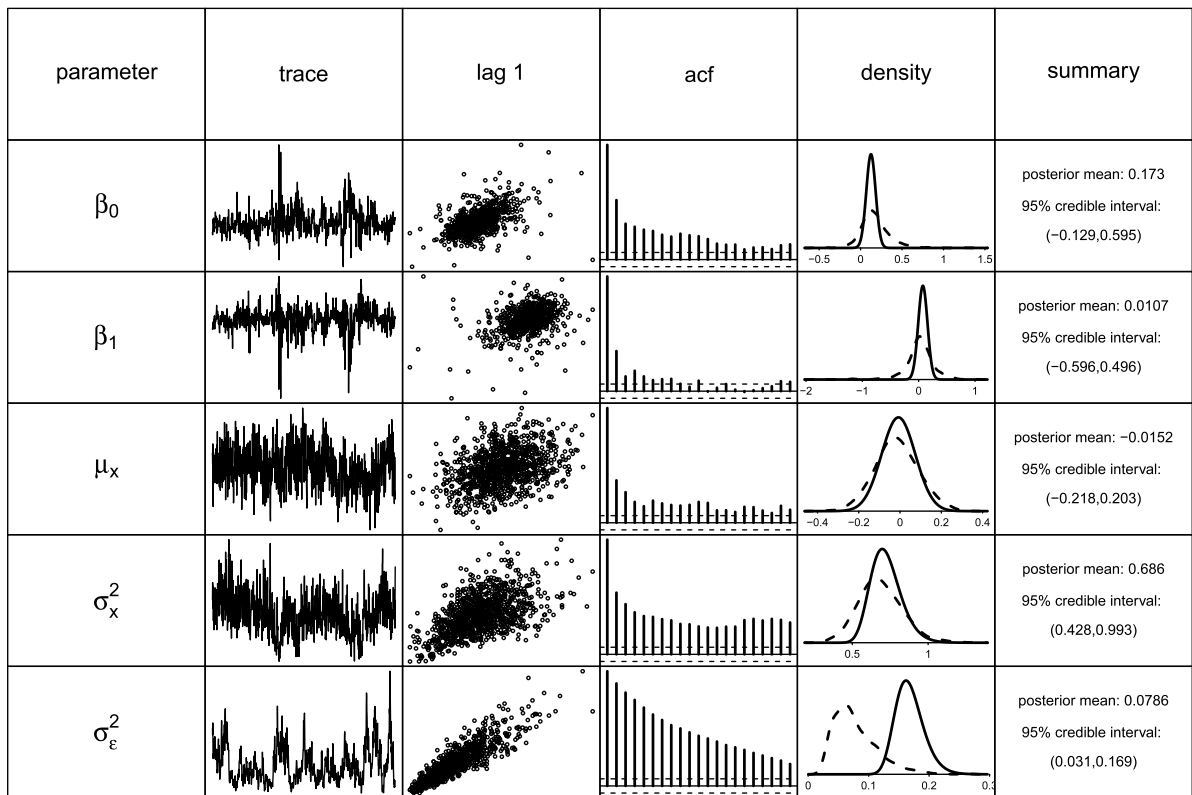 parameter trace lag 1 acf density summary
β0
−0.5 0 0.5 1 1.5
posterior mean: 0.173
95% credible interval:
(−0.129,0.595)
β1
−2 −1 0 1
posterior mean: 0.0107
95% credible interval:
(−0.596,0.496)
μx
−0.4 −0.2 0 0.2 0.4
posterior mean: −0.0152
95% credible interval:
(−0.218,0.203)
σ²x
0.5 1
posterior mean: 0.686
95% credible interval:
(0.428,0.993)
σ²ε
0 0.1 0.2 0.3
posterior mean: 0.0786
95% credible interval:
(0.031,0.169)